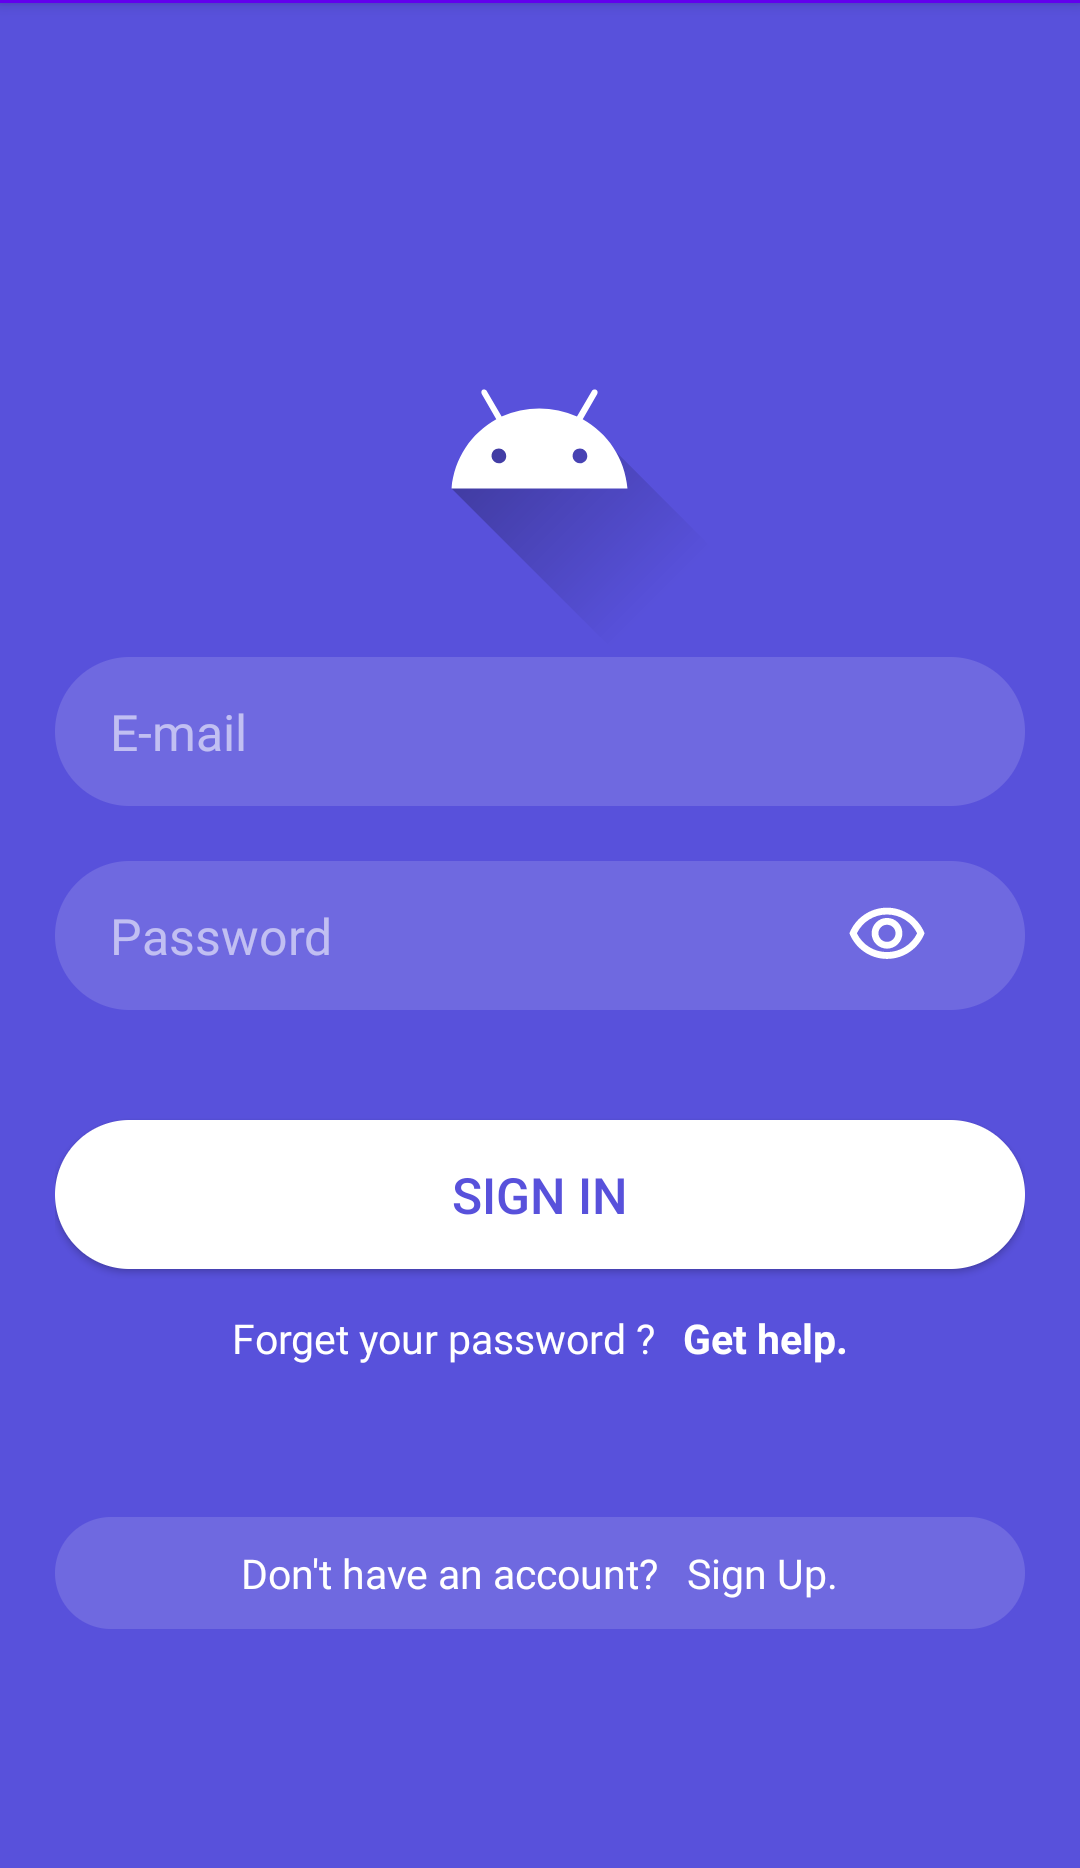 E-mail
Password
SIGN IN
Forget your password ? Get help.
Don't have an account? Sign Up.